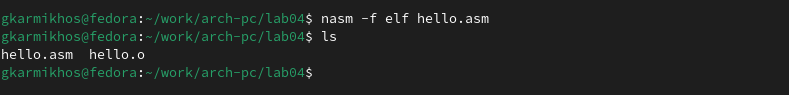 gkarmikhos@fedora:~/work/arch-pc/lab04$ nasm -f elf hello.asm
gkarmikhos@fedora:~/work/arch-pc/lab04$ ls
hello.asm  hello.o
gkarmikhos@fedora:~/work/arch-pc/lab04$